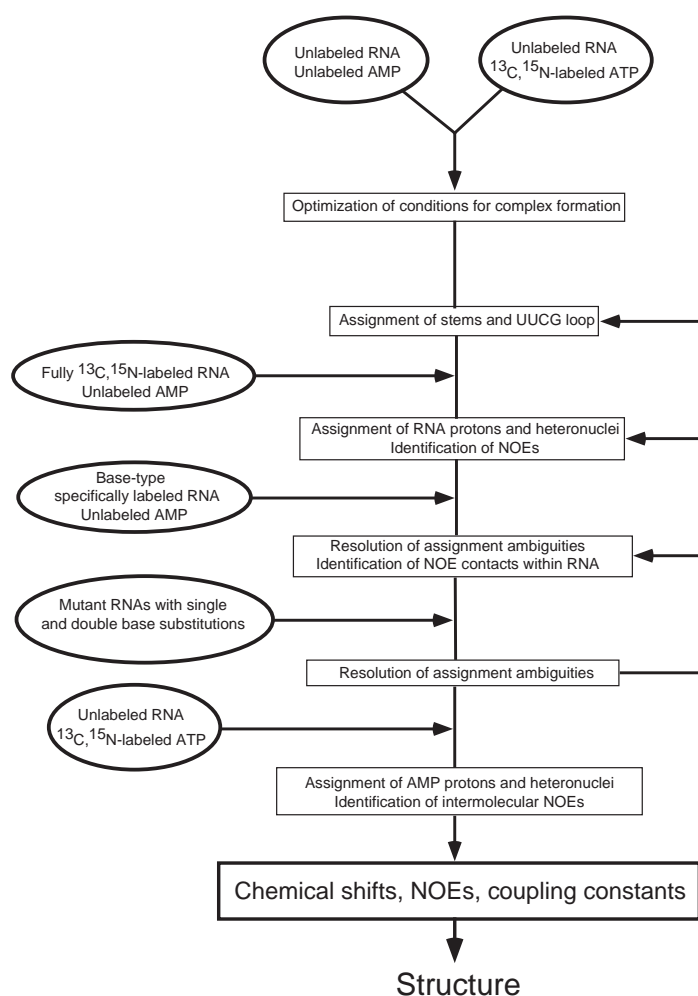 Unlabeled RNA
Unlabeled AMP
Unlabeled RNA
¹³C,¹⁵N-labeled ATP
Optimization of conditions for complex formation
Assignment of stems and UUCG loop
Fully ¹³C,¹⁵N-labeled RNA
Unlabeled AMP
Assignment of RNA protons and heteronuclei
Identification of NOEs
Base-type
specifically labeled RNA
Unlabeled AMP
Resolution of assignment ambiguities
Identification of NOE contacts within RNA
Mutant RNAs with single
and double base substitutions
Resolution of assignment ambiguities
Unlabeled RNA
¹³C,¹⁵N-labeled ATP
Assignment of AMP protons and heteronuclei
Identification of intermolecular NOEs
Chemical shifts, NOEs, coupling constants
Structure